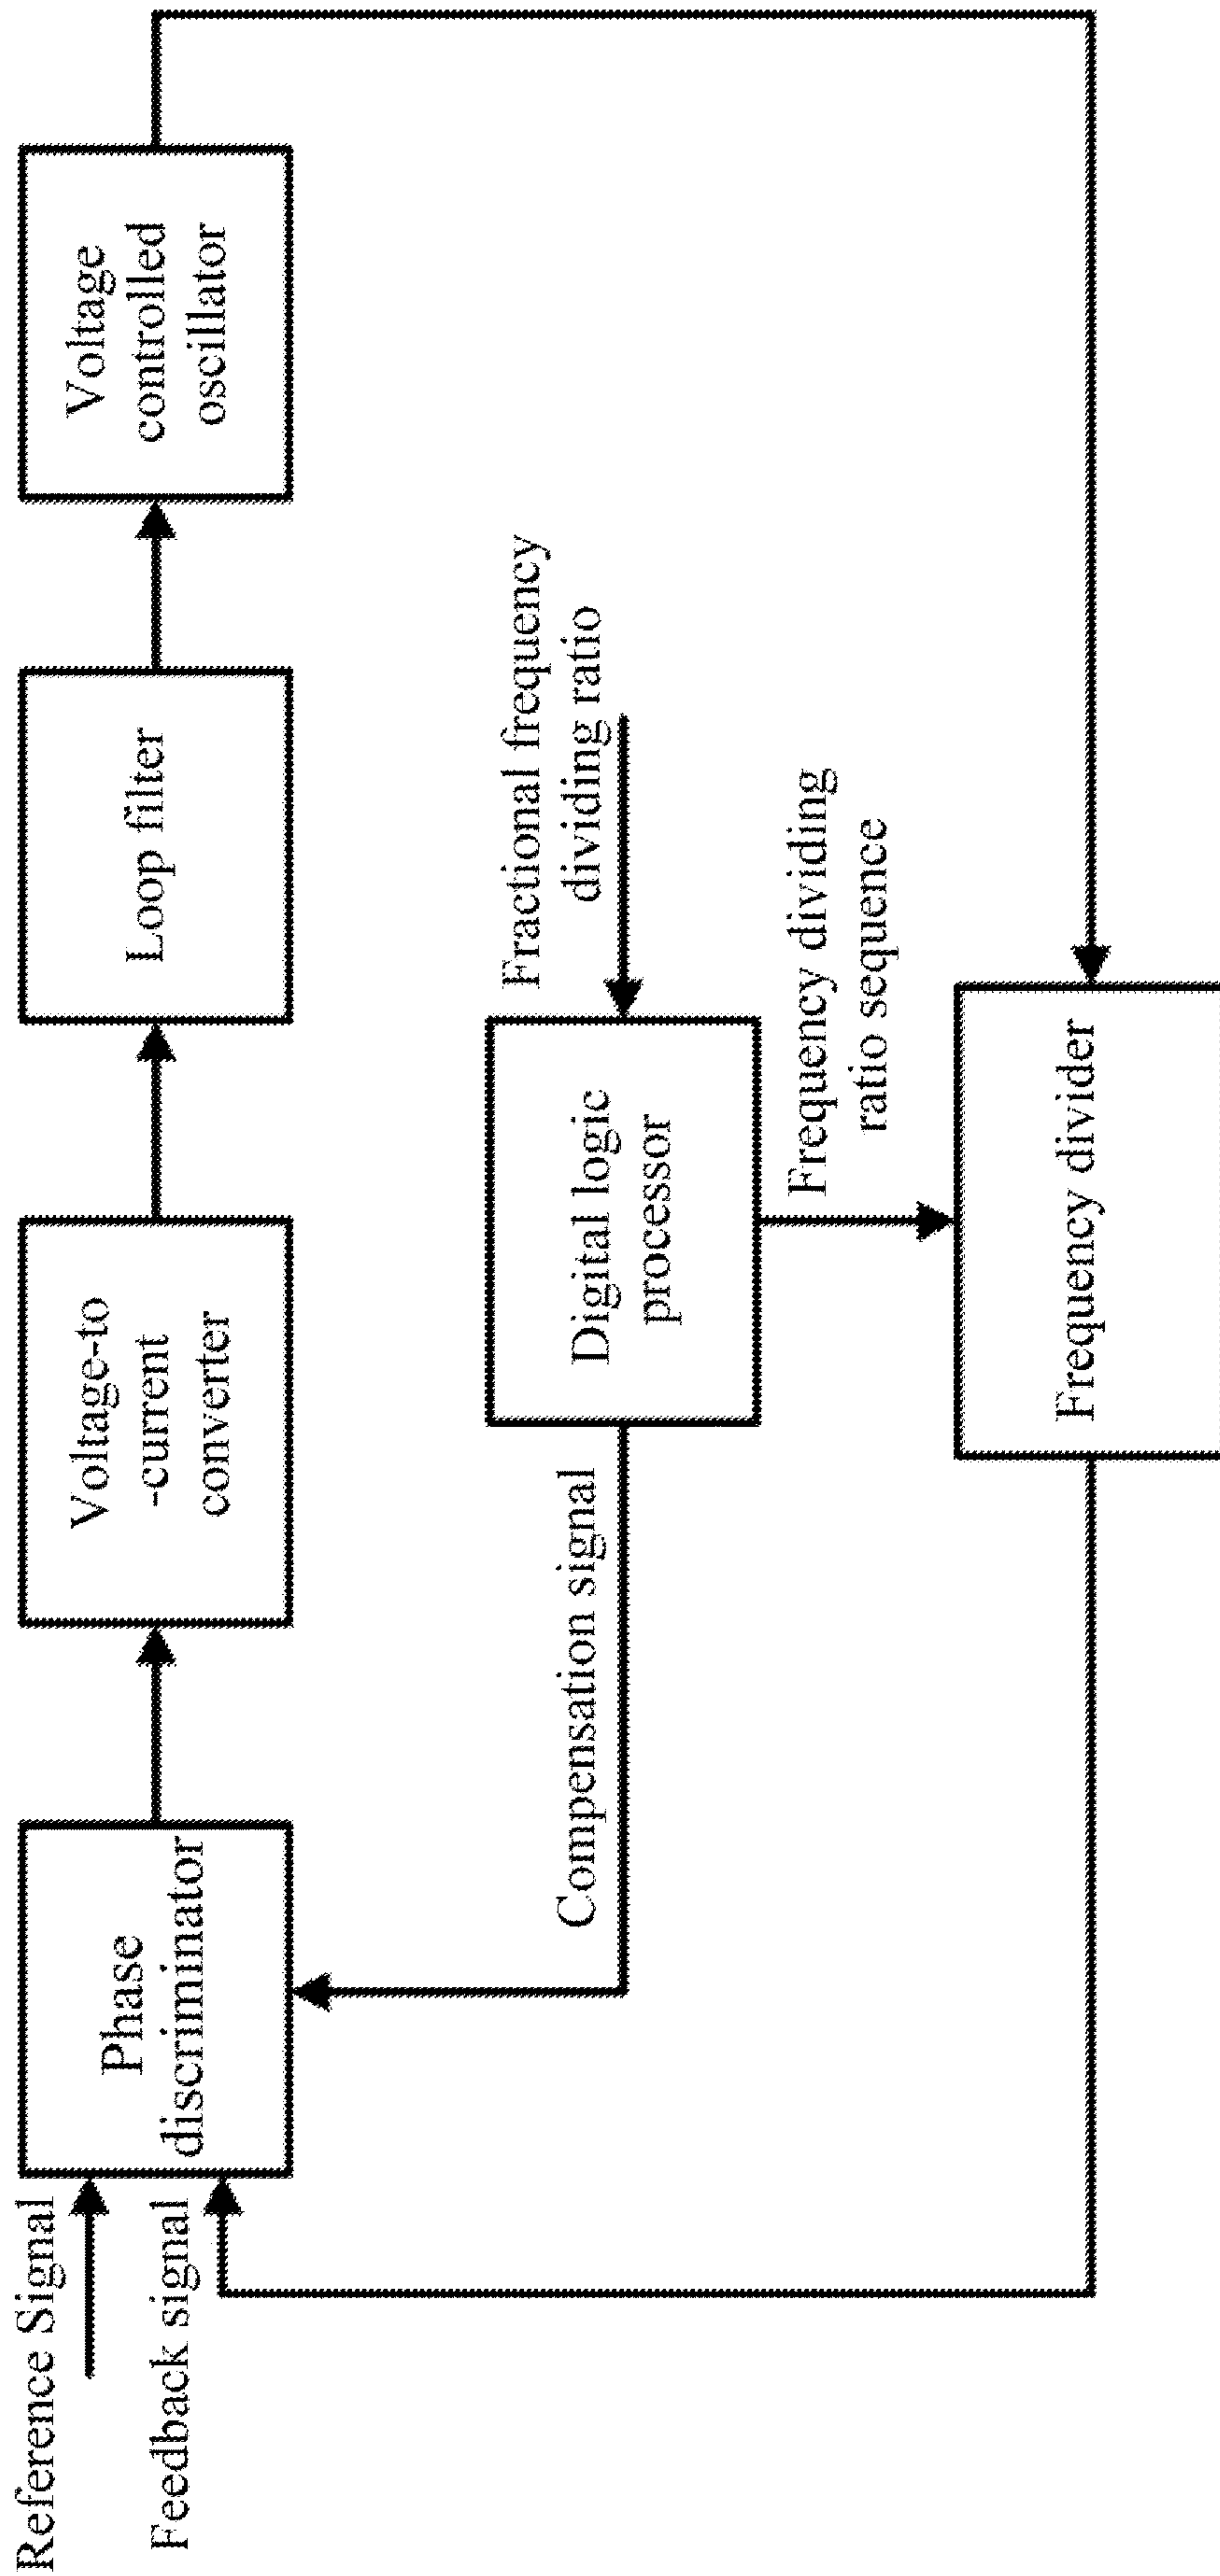 Reference Signal
Feedback signal
Phase
discriminator
Voltage-to
-current
converter
Loop filter
Voltage
controlled
oscillator
Compensation signal
Digital logic
processor
Fractional frequency
dividing ratio
Frequency dividing
ratio sequence
Frequency divider